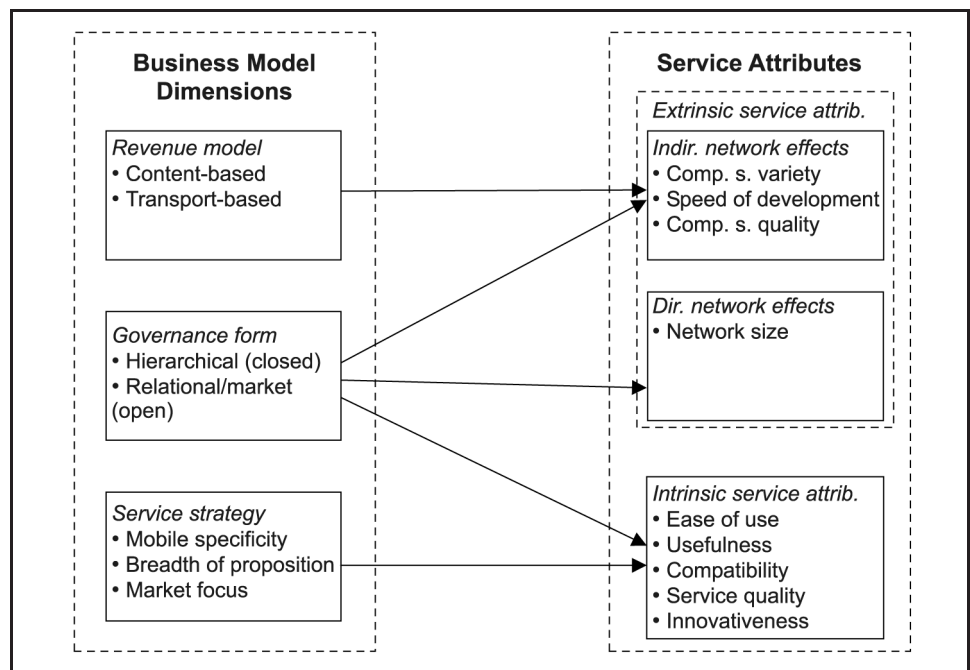 Business Model
Dimensions
Revenue model
• Content-based
• Transport-based
Governance form
• Hierarchical (closed)
• Relational/market
(open)
Service strategy
• Mobile specificity
• Breadth of proposition
• Market focus
Service Attributes
Extrinsic service attrib.
Indir. network effects
• Comp. s. variety
• Speed of development
• Comp. s. quality
Dir. network effects
• Network size
Intrinsic service attrib.
• Ease of use
• Usefulness
• Compatibility
• Service quality
• Innovativeness